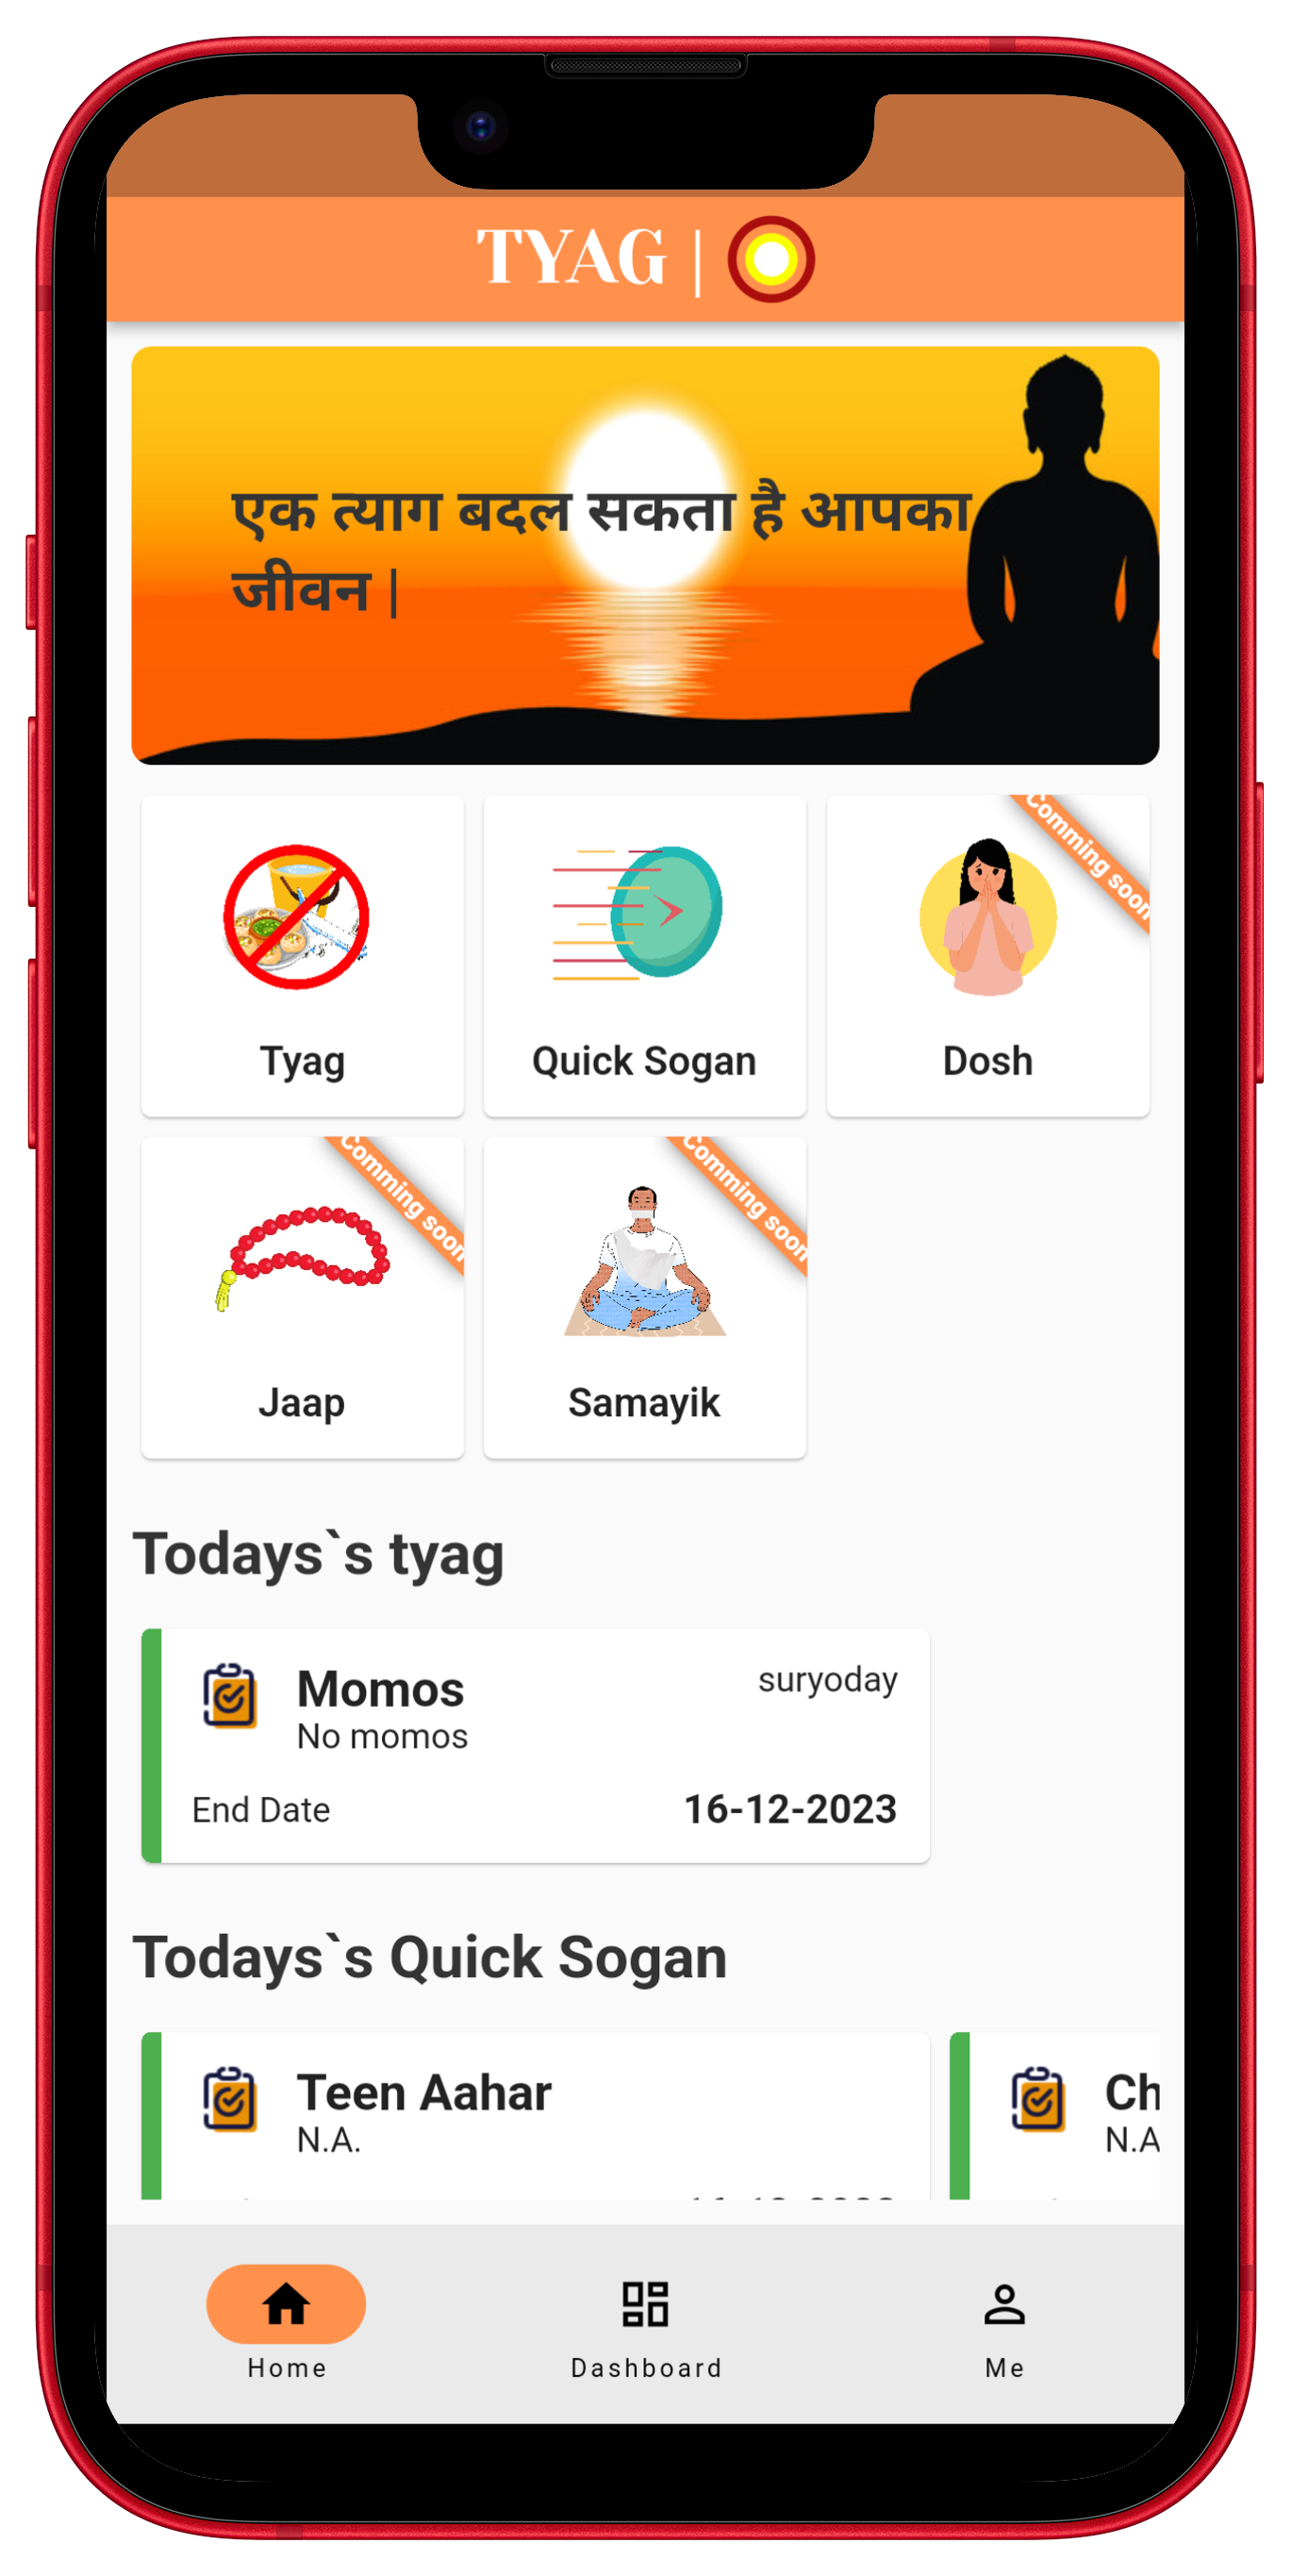 TYAG |
एक त्याग बदल सकता है आपका
जीवन |
Tyag
Quick Sogan
Comming soon
Dosh
Comming soon
Jaap
Comming soon
Samayik
Todays`s tyag
Momos
suryoday
No momos
End Date
16-12-2023
Todays`s Quick Sogan
Teen Aahar
N.A.
Ch
N.A
Home
Dashboard
Me